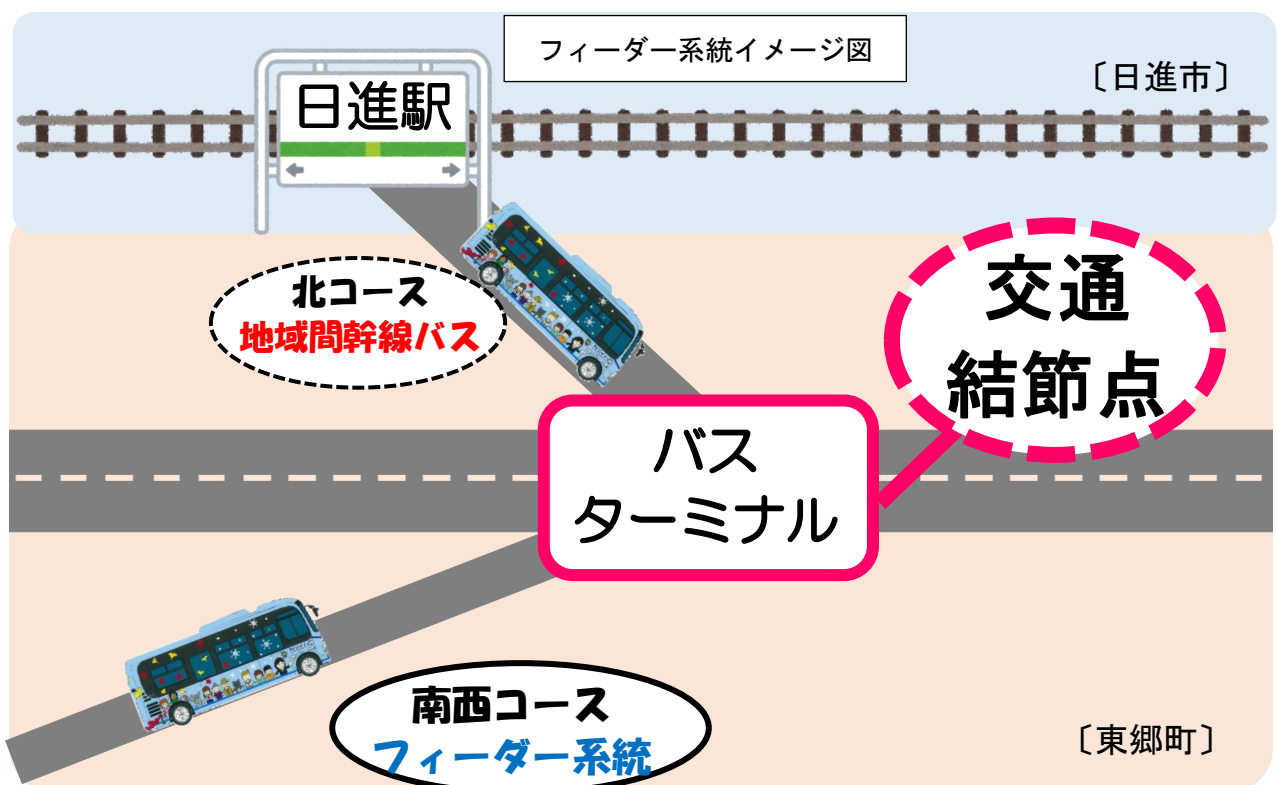 フィーダー系統イメージ図
〔日進市〕
日進駅
北コース
地域間幹線バス
交通
結節点
バス
ターミナル
南西コース
フィーダー系統
〔東郷町〕